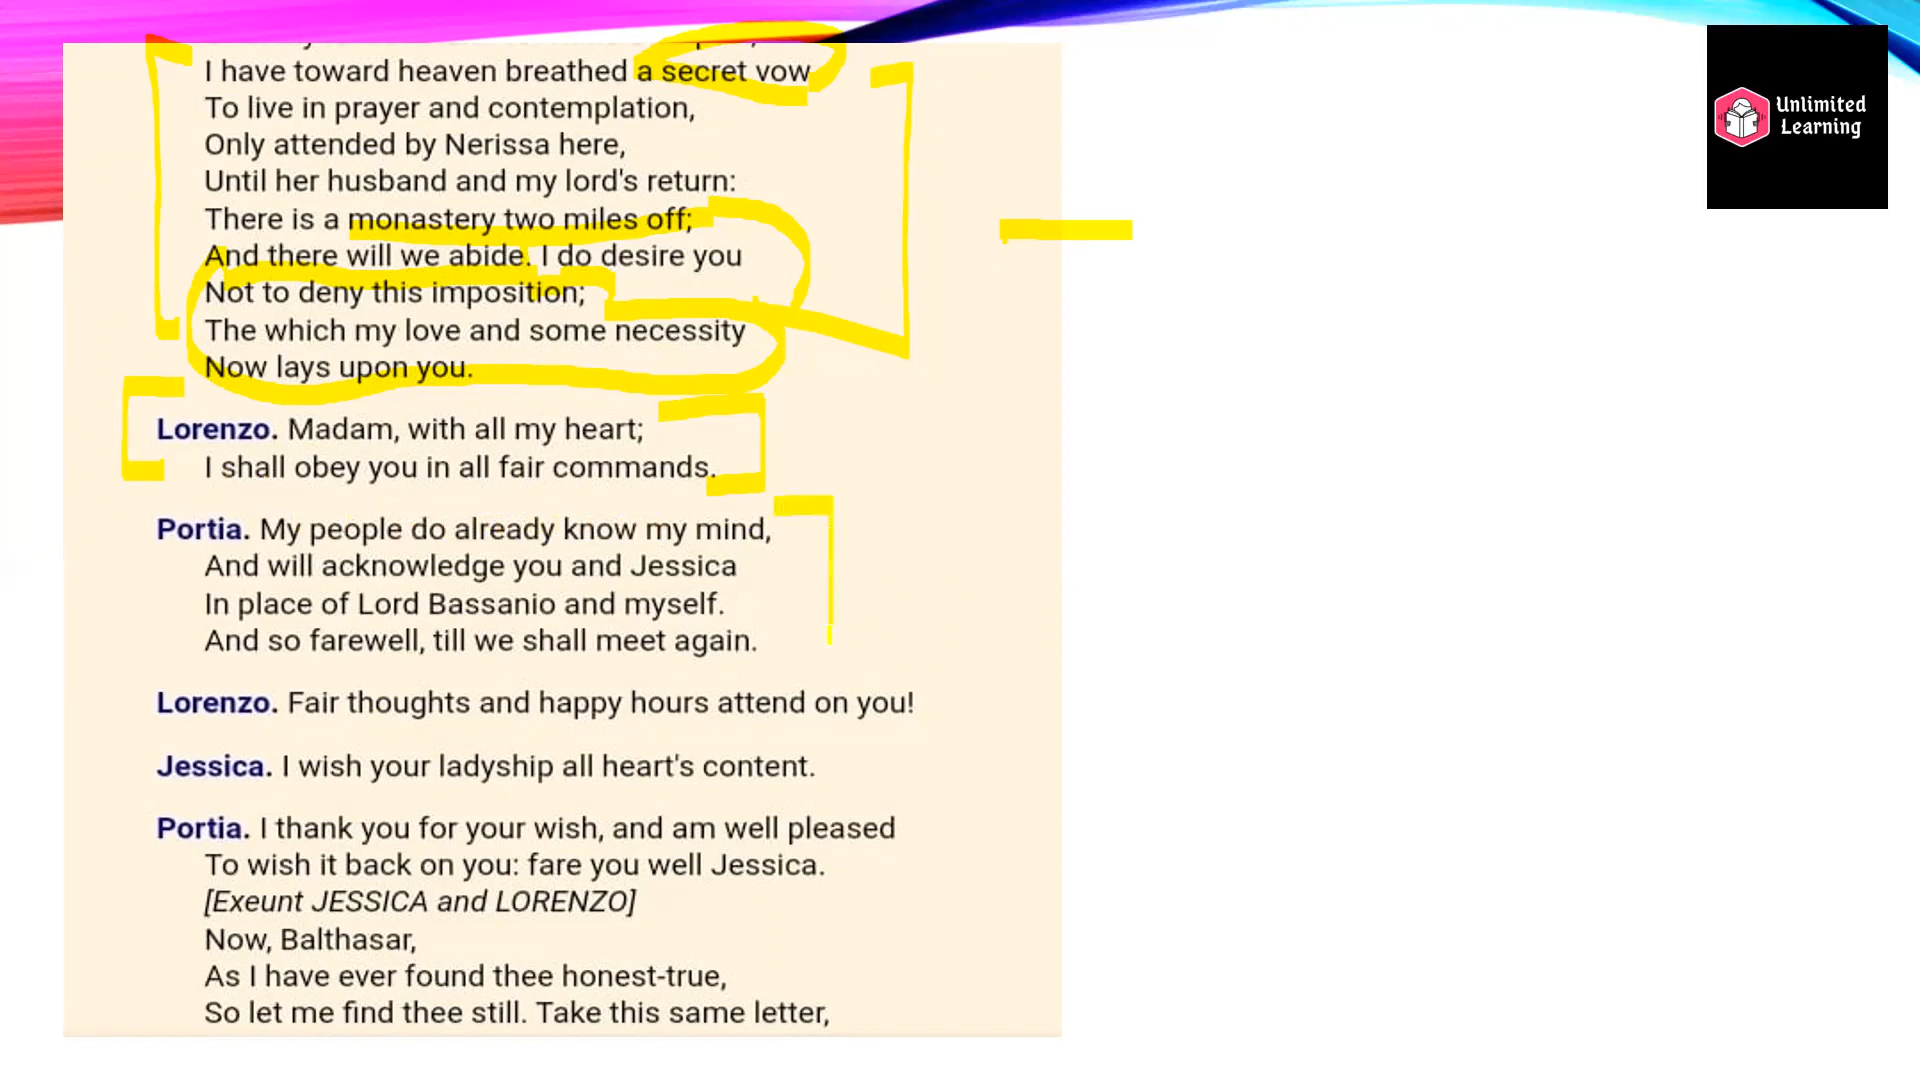 I have toward heaven breathed a secret vow
To live in prayer and contemplation,
Only attended by Nerissa here,
Until her husband and my lord's return:
There is a monastery two miles off;
And there will we abide. I do desire you
Not to deny this imposition;
The which my love and some necessity
Now lays upon you.
Lorenzo. Madam, with all my heart;
I shall obey you in all fair commands.
Portia. My people do already know my mind,
And will acknowledge you and Jessica
In place of Lord Bassanio and myself.
And so farewell, till we shall meet again.
Lorenzo. Fair thoughts and happy hours attend on you!
Jessica. I wish your ladyship all heart's content.
Portia. I thank you for your wish, and am well pleased
To wish it back on you: fare you well Jessica.
[Exeunt JESSICA and LORENZO]
Now, Balthasar,
As I have ever found thee honest-true,
So let me find thee still. Take this same letter,
Unlimited
Learning